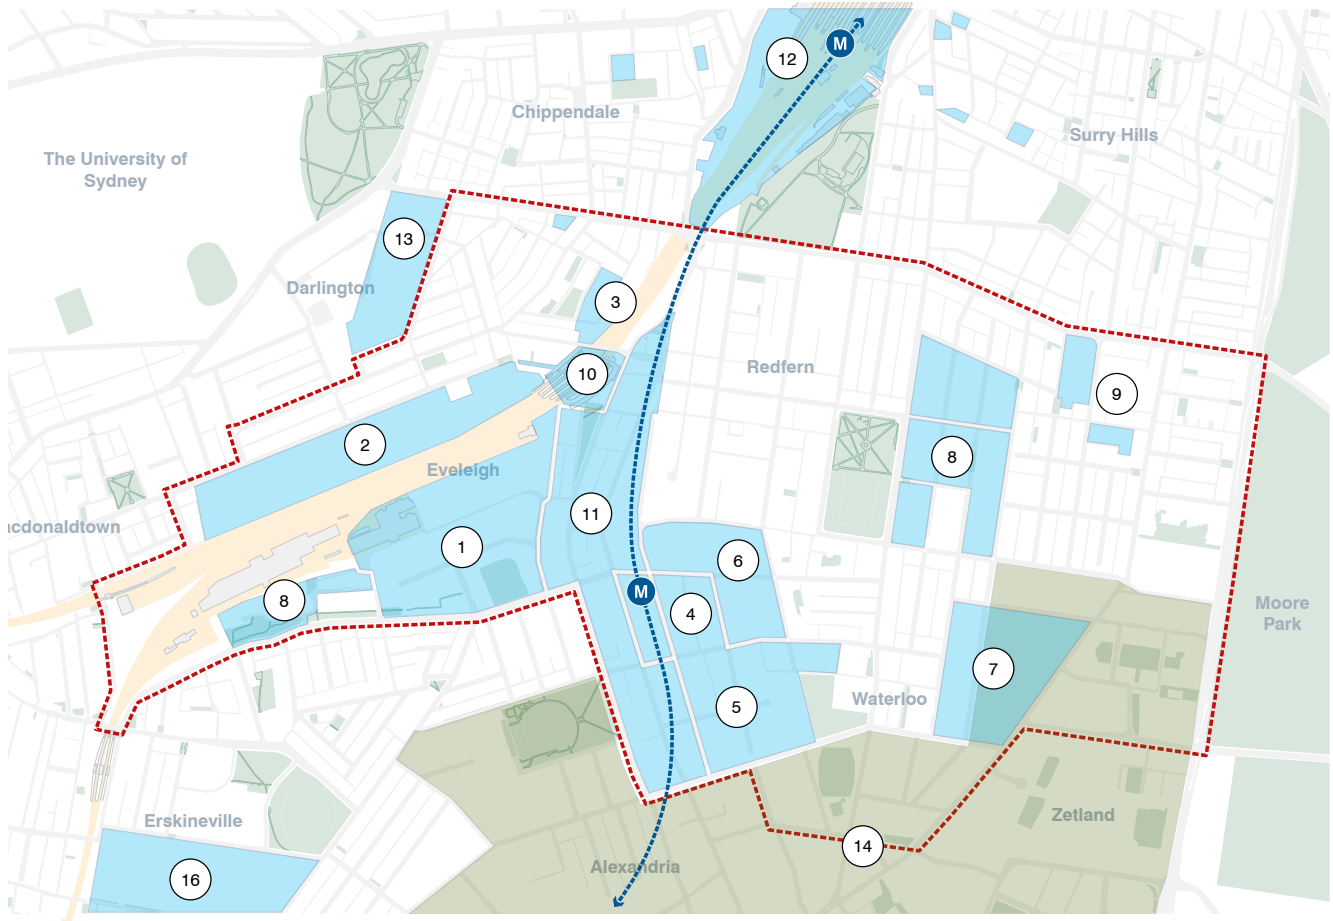 M
12
Chippendale
Surry Hills
The University of
Sydney
13
Darlington
3
10
Redfern
9
2
8
Eveleigh
acdonaldtown
11
1
6
M
8
4
Moore
Park
7
Waterloo
5
Erskineville
Zetland
14
Alexandria
16